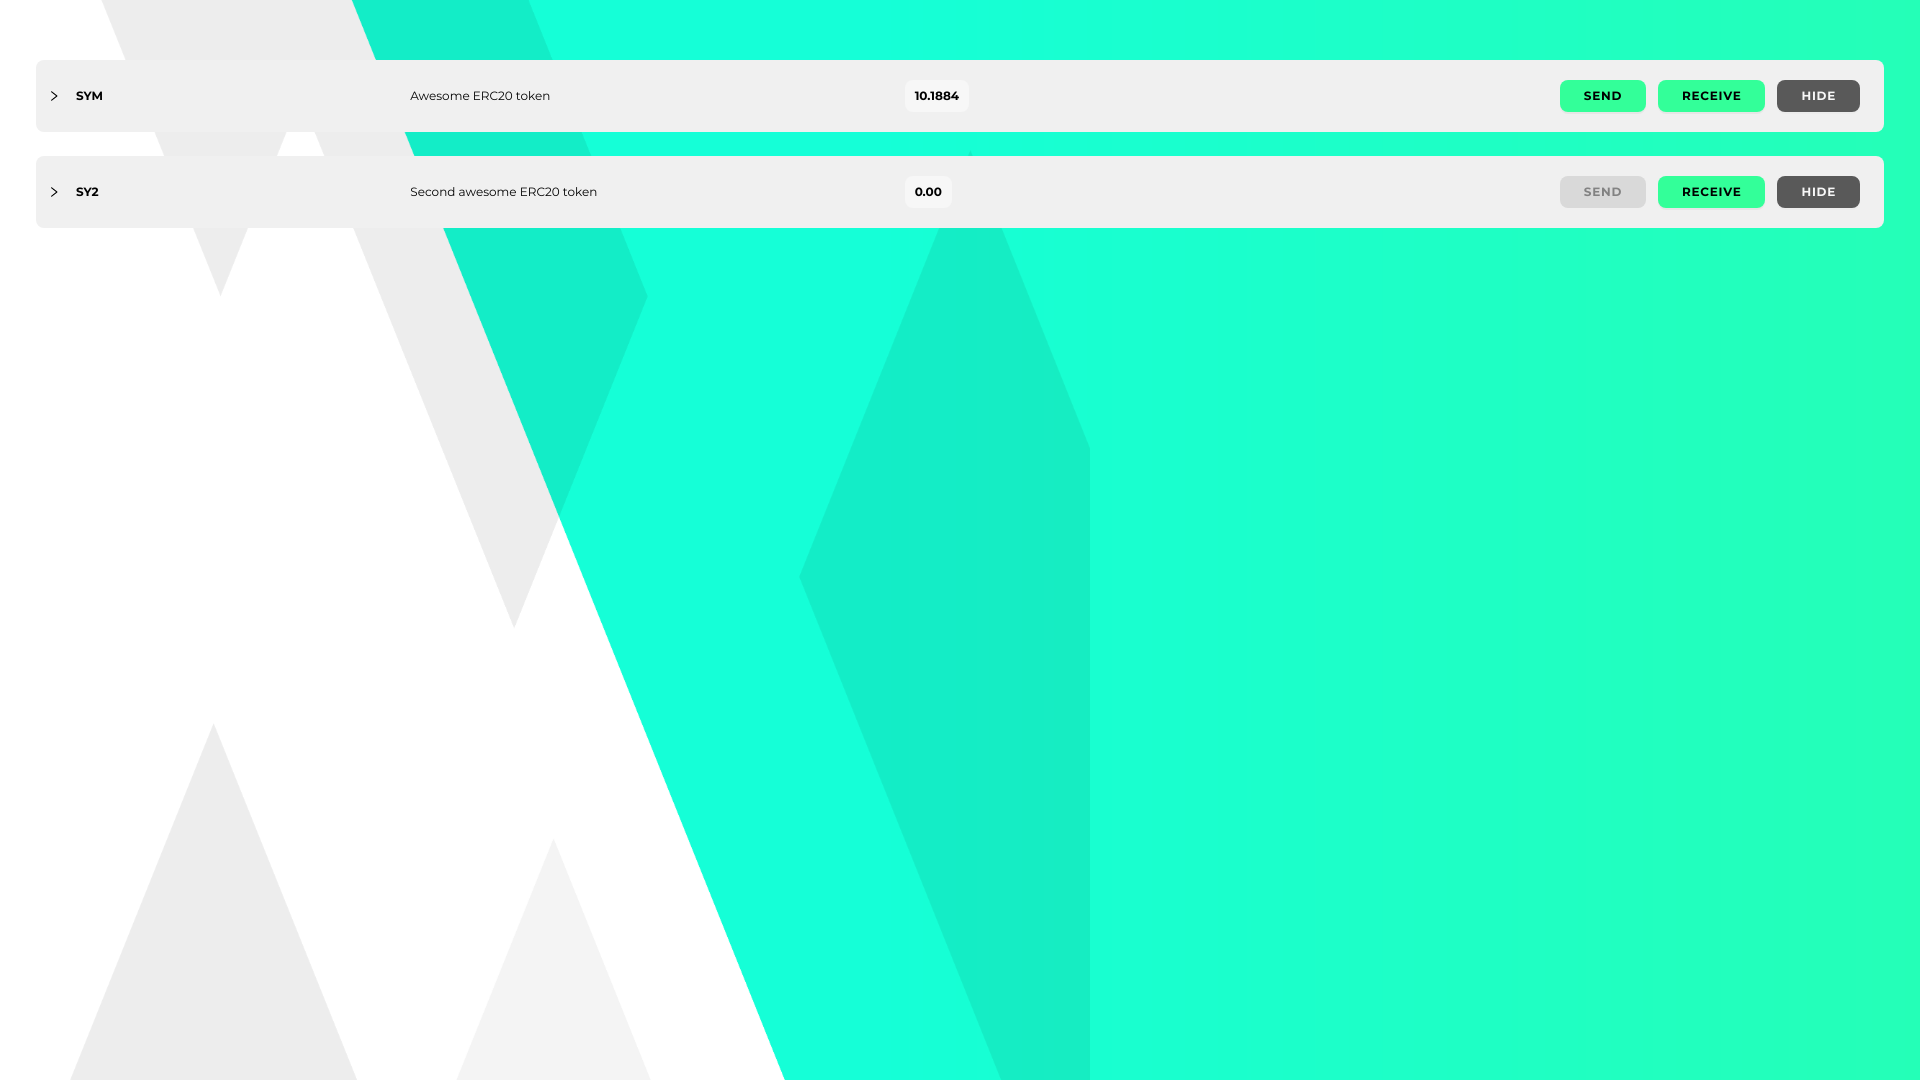 SYM Awesome ERC20 token 10.1884 SEND RECEIVE HIDE
SY2 Second awesome ERC20 token 0.00 SEND RECEIVE HIDE